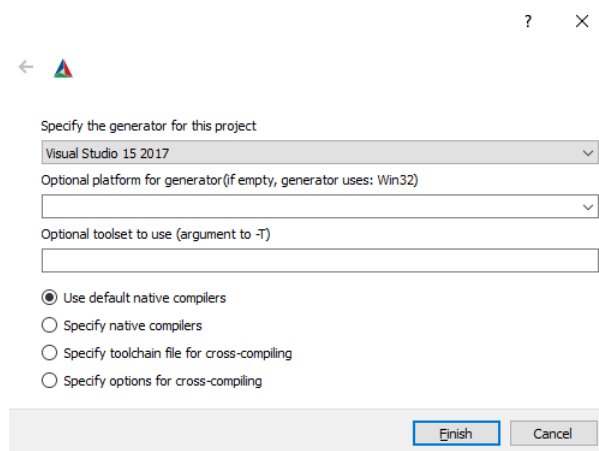 ?
Specify the generator for this project
Visual Studio 15 2017
Optional platform for generator(if empty, generator uses: Win32)
Optional toolset to use (argument to -T)
Use default native compilers
Specify native compilers
Specify toolchain file for cross-compiling
Specify options for cross-compiling
Finish Cancel